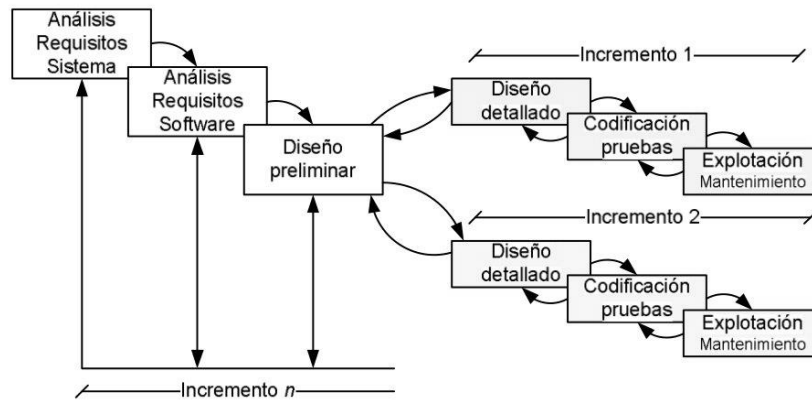 Análisis
Requisitos
Sistema
Análisis
Requisitos
Software
Diseño
preliminar
Incremento 1
Diseño
detallado
Codificación
pruebas
Explotación
Mantenimiento
Incremento 2
Diseño
detallado
Codificación
pruebas
Explotación
Mantenimiento
Incremento n